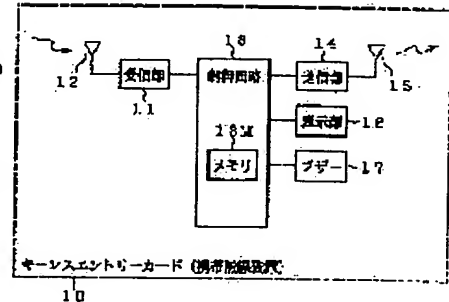 13
14
12
受信部
制御回路
送信部
15
11
表示部
16
13M
メモリ
ブザー
17
キーレスエントリーカード (携帯無線装置)
10